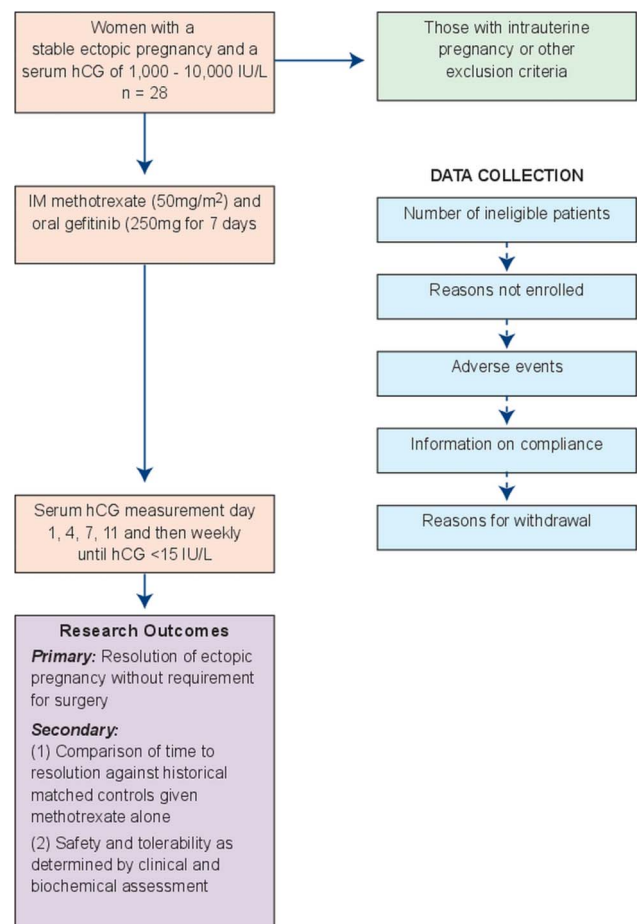 Women with a
stable ectopic pregnancy and a
serum hCG of 1,000 - 10,000 IU/L
n = 28
Those with intrauterine
pregnancy or other
exclusion criteria
IM methotrexate (50mg/m²) and
oral gefitinib (250mg for 7 days
DATA COLLECTION
Number of ineligible patients
Reasons not enrolled
Adverse events
Information on compliance
Reasons for withdrawal
Serum hCG measurement day
1, 4, 7, 11 and then weekly
until hCG <15 IU/L
Research Outcomes
Primary: Resolution of ectopic
pregnancy without requirement
for surgery
Secondary:
(1) Comparison of time to
resolution against historical
matched controls given
methotrexate alone
(2) Safety and tolerability as
determined by clinical and
biochemical assessment